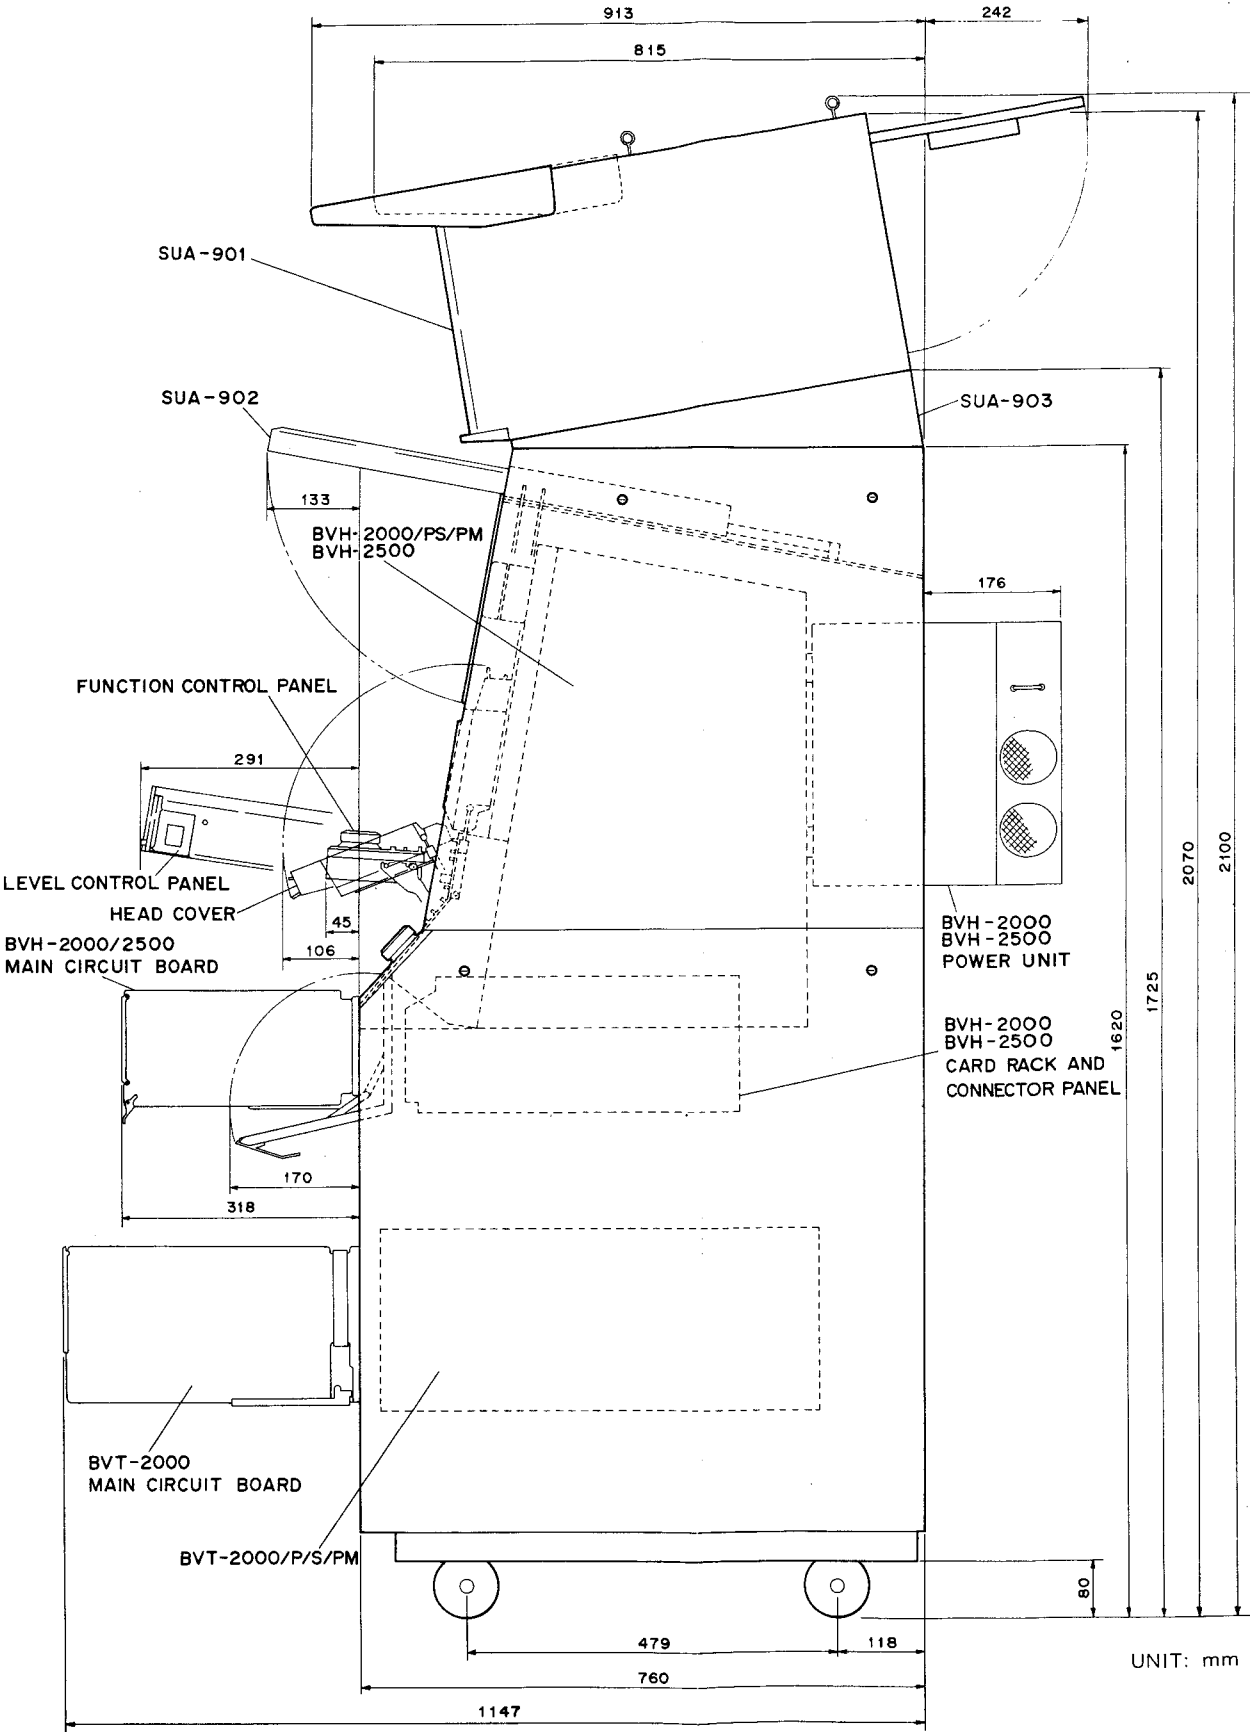 913
242
815
SUA-901
SUA-902
SUA-903
133
BVH-2000/PS/PM
BVH-2500
176
FUNCTION CONTROL PANEL
291
2070
2100
LEVEL CONTROL PANEL
HEAD COVER
45
106
BVH-2000/2500
MAIN CIRCUIT BOARD
BVH-2000
BVH-2500
POWER UNIT
1725
1620
BVH-2000
BVH-2500
CARD RACK AND
CONNECTOR PANEL
170
318
BVT-2000
MAIN CIRCUIT BOARD
BVT-2000/P/S/PM
80
479
118
UNIT: mm
760
1147